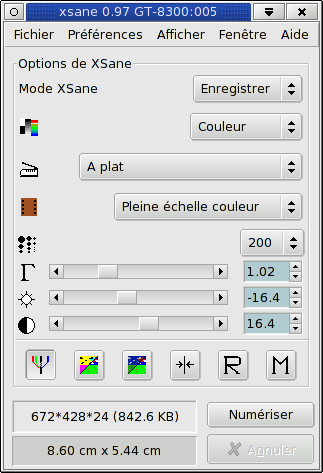 xsane 0.97 GT-8300:005
Fichier Préférences Afficher Fenêtre Aide
Options de XSane
Mode XSane Enregistrer
Couleur
A plat
Pleine échelle couleur
200
Γ 1.02
-16.4
16.4
R M
672*428*24 (842.6 KB) Numériser
8.60 cm x 5.44 cm Annuler